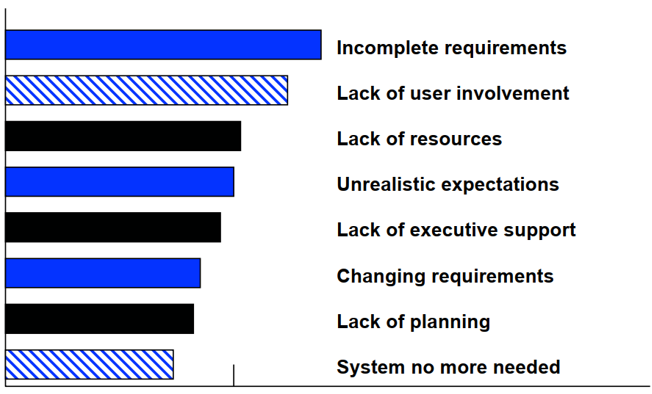 Incomplete requirements
Lack of user involvement
Lack of resources
Unrealistic expectations
Lack of executive support
Changing requirements
Lack of planning
System no more needed